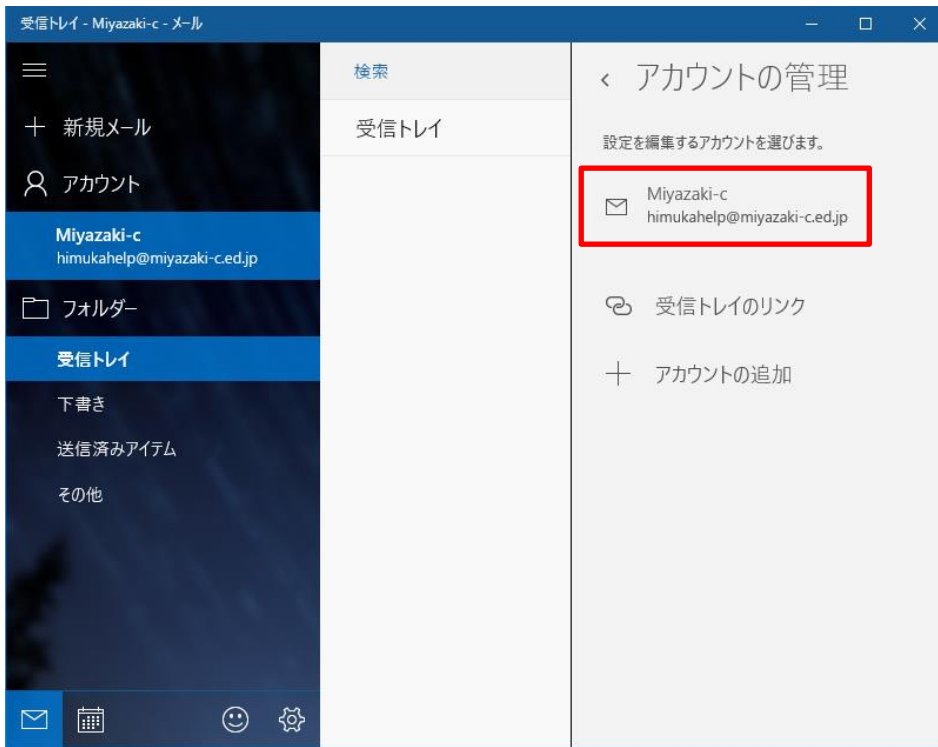 受信トレイ - Miyazaki-c - メール
新規メール
アカウント
Miyazaki-c
himukahelp@miyazaki-c.ed.jp
フォルダー
受信トレイ
下書き
送信済みアイテム
その他
検索
受信トレイ
アカウントの管理
設定を編集するアカウントを選びます。
Miyazaki-c
himukahelp@miyazaki-c.ed.jp
受信トレイのリンク
アカウントの追加